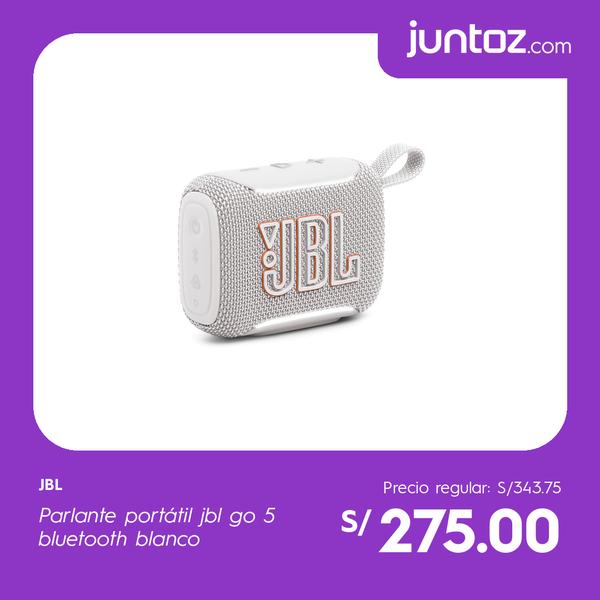 juntoz.com
JBL
JBL
Parlante portátil jbl go 5
bluetooth blanco
Precio regular: S/343.75
S/275.00